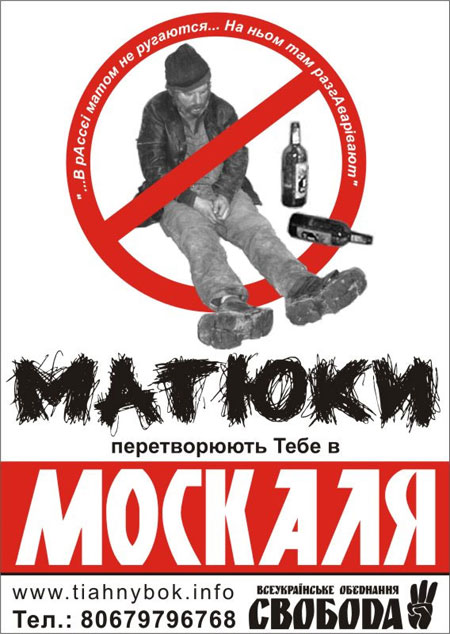 "...В рАссєі матом не ругаются... На ньом там разгАварівают"
МАТЮКИ
перетворюють Тебе в
МОСКАЛЯ
www.tiahnybok.info
Тел.: 80679796768
ВСЕУКРАЇНСЬКЕ ОБ'ЄДНАННЯ
СВОБОДА